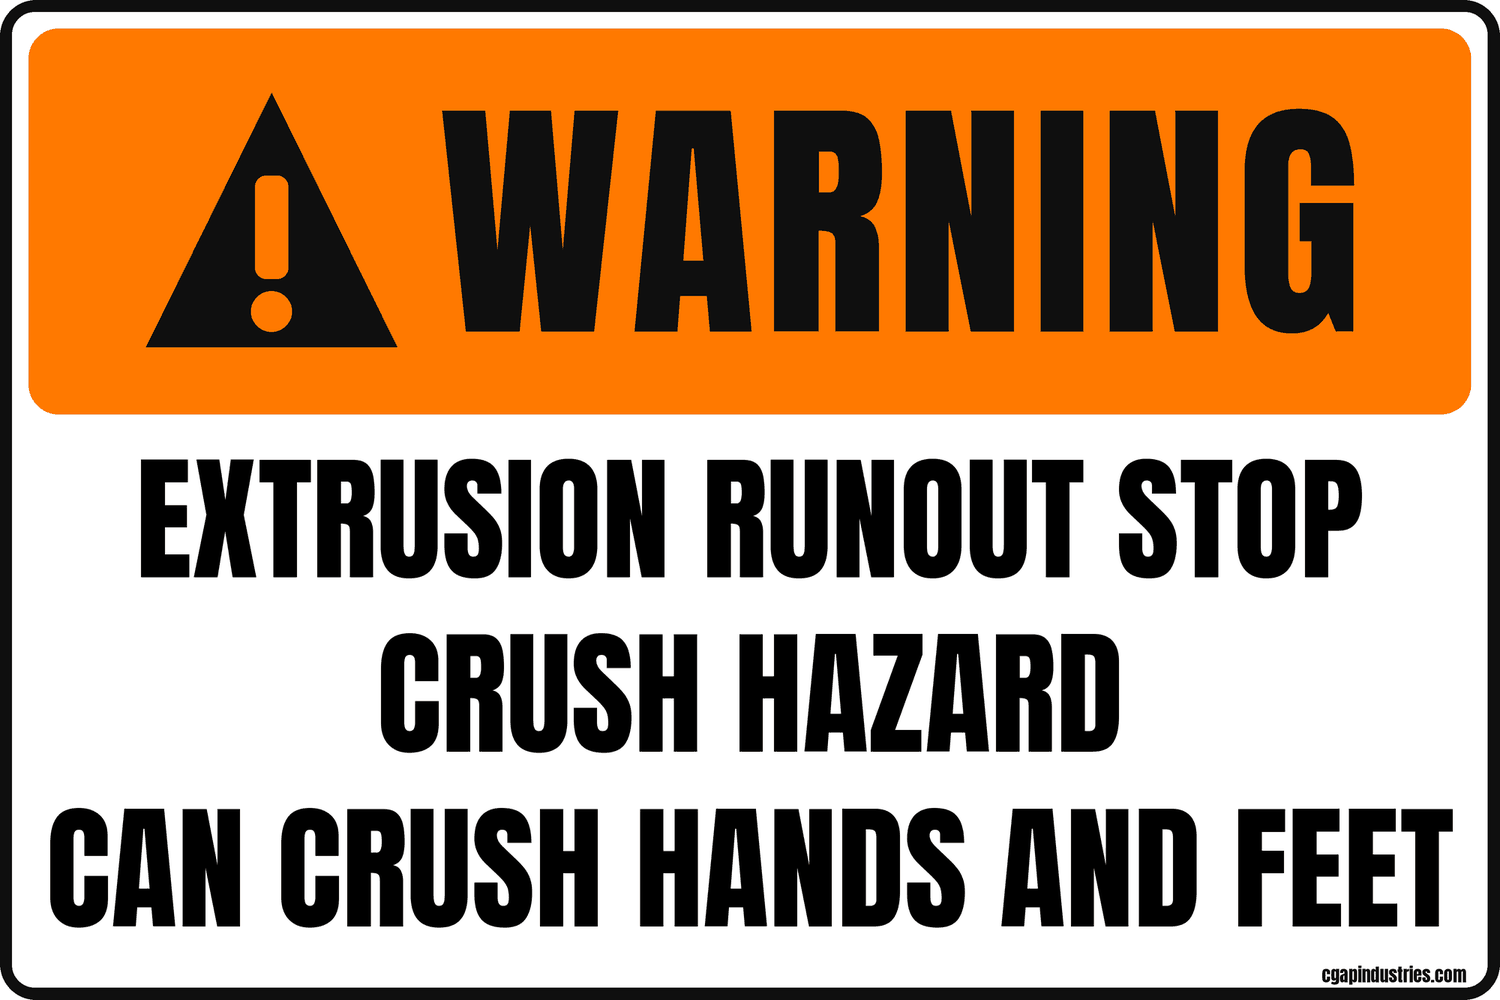 WARNING
EXTRUSION RUNOUT STOP
CRUSH HAZARD
CAN CRUSH HANDS AND FEET
cgapindustries.com